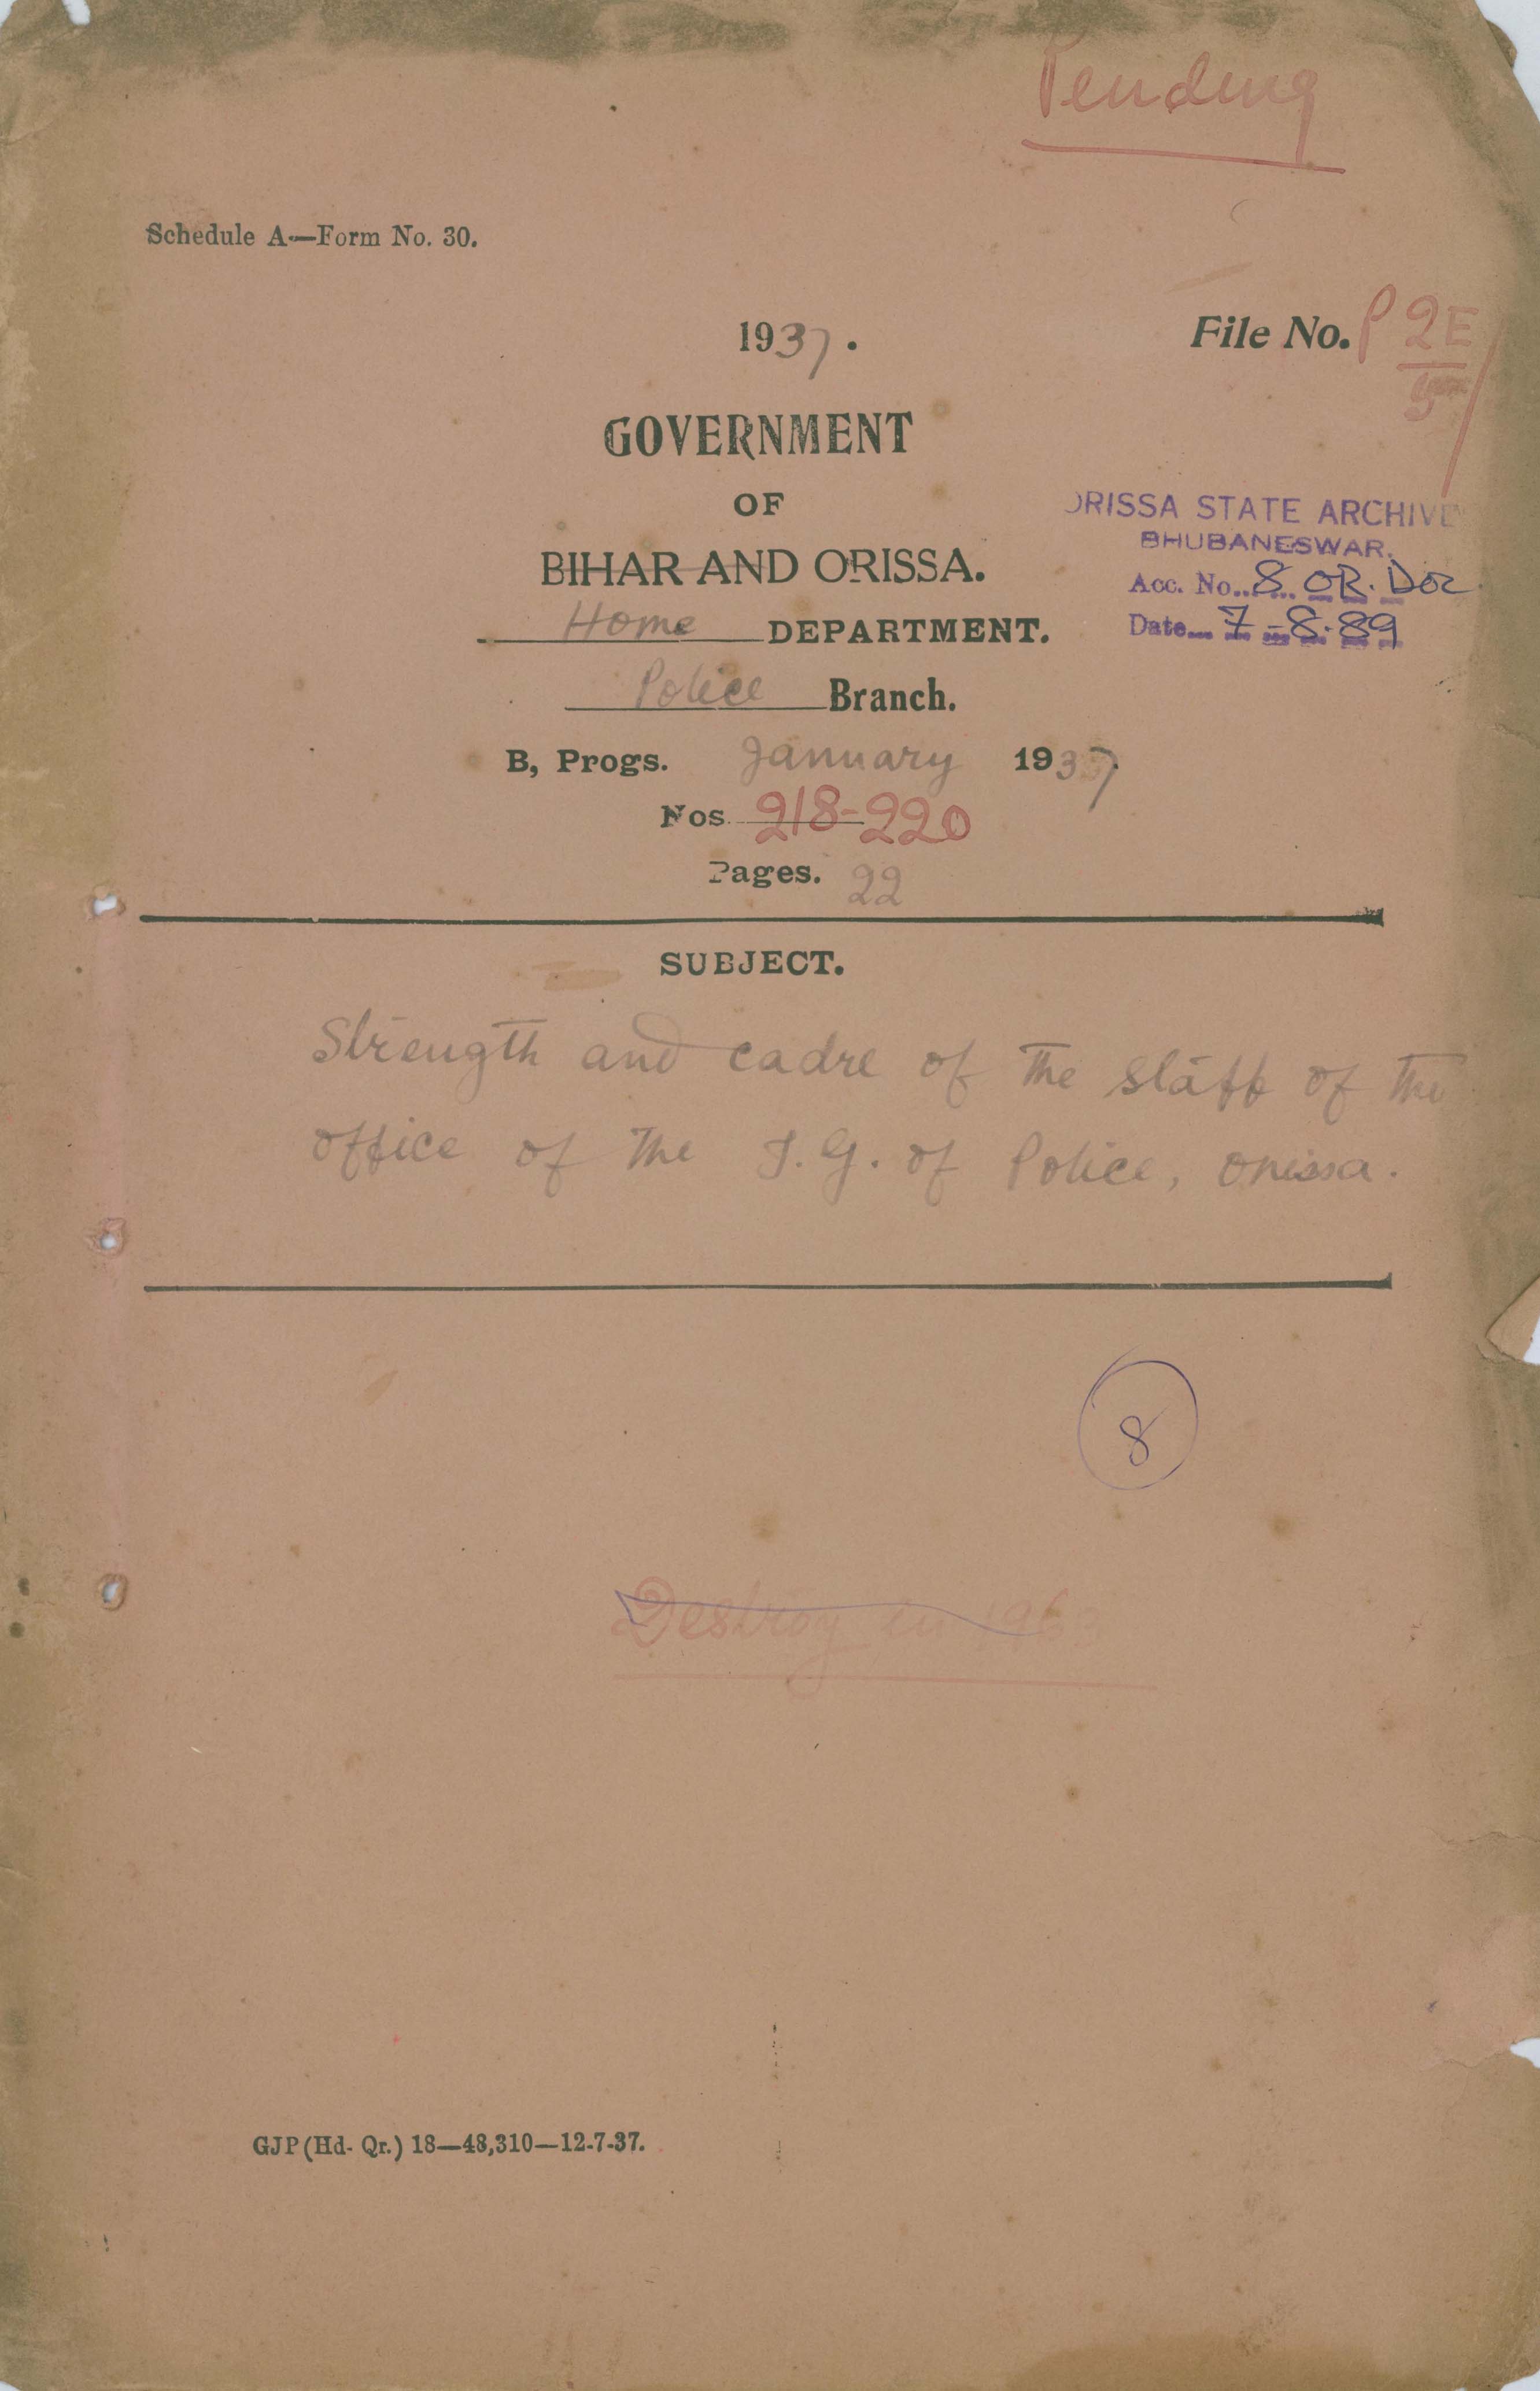 Pending
Schedule A—Form No. 30.
1937.
File No. P 2E
GOVERNMENT
OF
BIHAR AND ORISSA.
ORISSA STATE ARCHIVE
BHUBANESWAR.
Acc. No. 8 OR. Doc.
Date 7-8-89
Home DEPARTMENT.
Police Branch.
B, Progs. January 1937.
Nos. 218-220
Pages. 22
SUBJECT.
Strength and cadre of the staff of the
office of the I.G. of Police, Orissa.
8
Destroy in 1963
GJP (Hd- Qr.) 18—48,310—12-7-37.